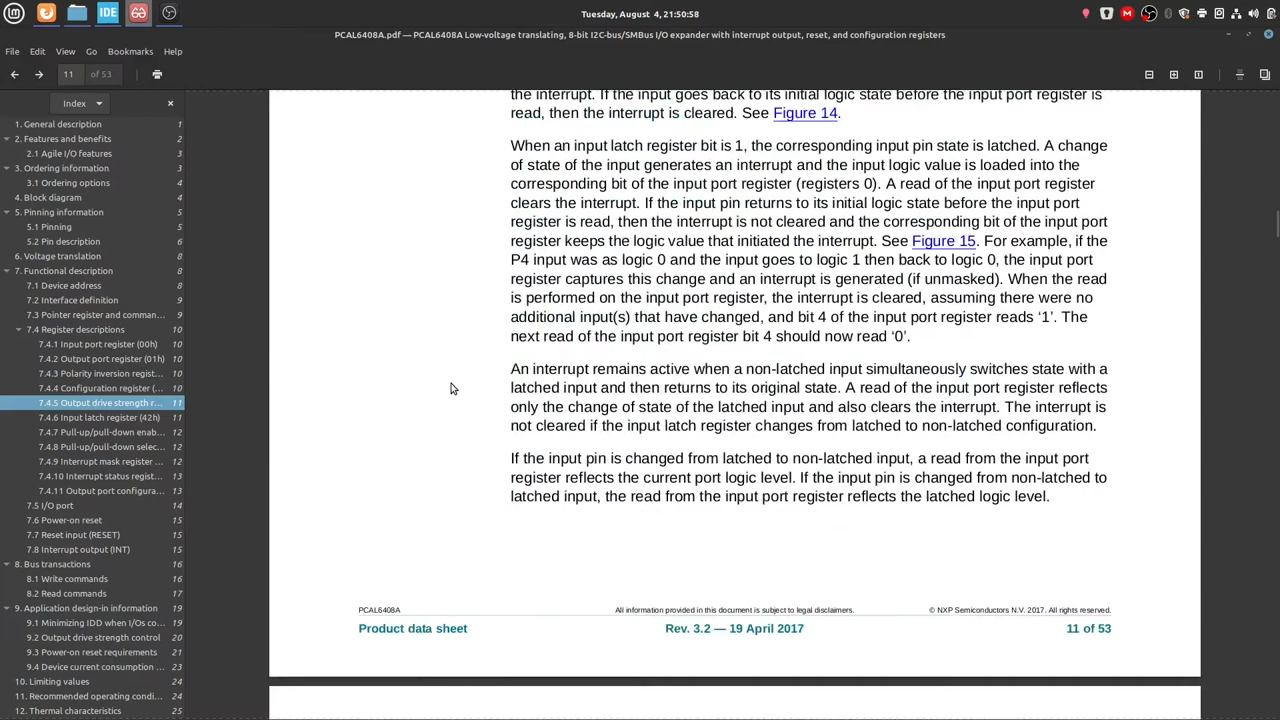 Tuesday, August 4, 21:50:58
IDE
PCAL6408A.pdf — PCAL6408A Low-voltage translating, 8-bit I2C-bus/SMBus I/O expander with interrupt output, reset, and configuration registers
File Edit View Go Bookmarks Help
11 of 53
Index
1. General description 1
2. Features and benefits 2
2.1 Agile I/O features 3
3. Ordering information 3
3.1 Ordering options 4
4. Block diagram 4
5. Pinning information 5
5.1 Pinning 5
5.2 Pin description 6
6. Voltage translation 8
7. Functional description 8
7.1 Device address 8
7.2 Interface definition 9
7.3 Pointer register and comman... 9
7.4 Register descriptions 10
7.4.1 Input port register (00h) 10
7.4.2 Output port register (01h) 10
7.4.3 Polarity inversion regist... 10
7.4.4 Configuration register (... 10
7.4.5 Output drive strength r... 11
7.4.6 Input latch register (42h) 11
7.4.7 Pull-up/pull-down enab... 12
7.4.8 Pull-up/pull-down selec... 12
7.4.9 Interrupt mask register ... 12
7.4.10 Interrupt status regist... 13
7.4.11 Output port configura... 13
7.5 I/O port 14
7.6 Power-on reset 15
7.7 Reset input (RESET) 15
7.8 Interrupt output (INT) 15
8. Bus transactions 16
8.1 Write commands 16
8.2 Read commands 17
9. Application design-in information 19
9.1 Minimizing IDD when I/Os co... 19
9.2 Output drive strength control 20
9.3 Power-on reset requirements 21
9.4 Device current consumption ... 23
10. Limiting values 24
11. Recommended operating condi... 24
12. Thermal characteristics 25
the interrupt. If the input goes back to its initial logic state before the input port register is
read, then the interrupt is cleared. See Figure 14.
When an input latch register bit is 1, the corresponding input pin state is latched. A change
of state of the input generates an interrupt and the input logic value is loaded into the
corresponding bit of the input port register (registers 0). A read of the input port register
clears the interrupt. If the input pin returns to its initial logic state before the input port
register is read, then the interrupt is not cleared and the corresponding bit of the input port
register keeps the logic value that initiated the interrupt. See Figure 15. For example, if the
P4 input was as logic 0 and the input goes to logic 1 then back to logic 0, the input port
register captures this change and an interrupt is generated (if unmasked). When the read
is performed on the input port register, the interrupt is cleared, assuming there were no
additional input(s) that have changed, and bit 4 of the input port register reads ‘1’. The
next read of the input port register bit 4 should now read ‘0’.
An interrupt remains active when a non-latched input simultaneously switches state with a
latched input and then returns to its original state. A read of the input port register reflects
only the change of state of the latched input and also clears the interrupt. The interrupt is
not cleared if the input latch register changes from latched to non-latched configuration.
If the input pin is changed from latched to non-latched input, a read from the input port
register reflects the current port logic level. If the input pin is changed from non-latched to
latched input, the read from the input port register reflects the latched logic level.
PCAL6408A All information provided in this document is subject to legal disclaimers. © NXP Semiconductors N.V. 2017. All rights reserved.
Product data sheet Rev. 3.2 — 19 April 2017 11 of 53